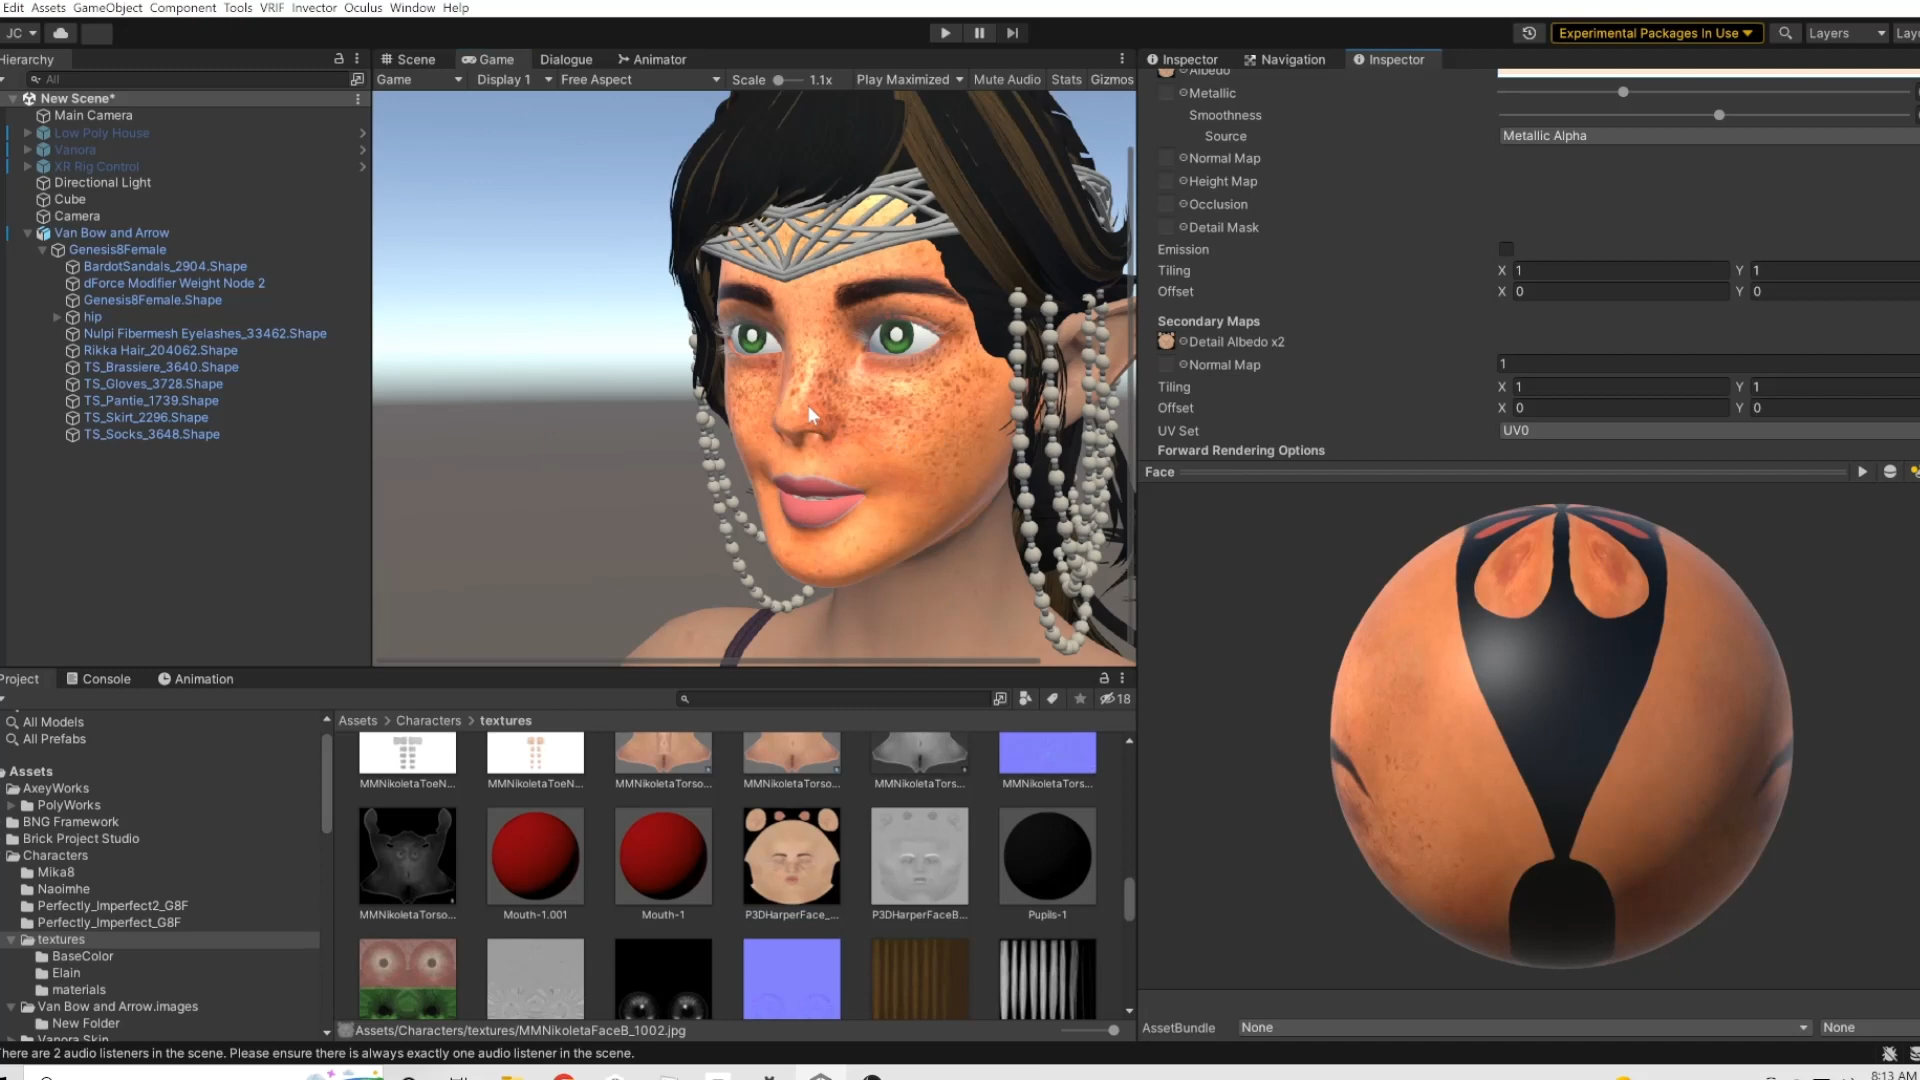 Edit Assets GameObject Component Tools VRIF Invector Oculus Window Help
JC
Experimental Packages In Use
Layers
Hierarchy
All
New Scene*
Main Camera
Low Poly House
Vanora
XR Rig Control
Directional Light
Cube
Camera
Van Bow and Arrow
Genesis8Female
BardotSandals_2904.Shape
dForce Modifier Weight Node 2
Genesis8Female.Shape
hip
Nulpi Fibermesh Eyelashes_33462.Shape
Rikka Hair_204062.Shape
TS_Brassiere_3640.Shape
TS_Gloves_3728.Shape
TS_Pantie_1739.Shape
TS_Skirt_2296.Shape
TS_Socks_3648.Shape
Scene Game Dialogue Animator
Game Display 1 Free Aspect Scale 1.1x Play Maximized Mute Audio Stats Gizmos
Inspector Navigation Inspector
Albedo
Metallic
Smoothness
Source Metallic Alpha
Normal Map
Height Map
Occlusion
Detail Mask
Emission
Tiling X 1 Y 1
Offset X 0 Y 0
Secondary Maps
Detail Albedo x2
Normal Map 1
Tiling X 1 Y 1
Offset X 0 Y 0
UV Set UV0
Forward Rendering Options
Face
AssetBundle None None
Project Console Animation
18
All Models
All Prefabs
Assets
AxeyWorks
PolyWorks
BNG Framework
Brick Project Studio
Characters
Mika8
Naoimhe
Perfectly_Imperfect2_G8F
Perfectly_Imperfect_G8F
textures
BaseColor
Elain
materials
Van Bow and Arrow.images
New Folder
Vanora Skin
Assets > Characters > textures
MMNikoletaToeN... MMNikoletaToeN... MMNikoletaTorso... MMNikoletaTorso... MMNikoletaTors... MMNikoletaTors...
MMNikoletaTorso... Mouth-1.001 Mouth-1 P3DHarperFace_... P3DHarperFaceB... Pupils-1
Assets/Characters/textures/MMNikoletaFaceB_1002.jpg
here are 2 audio listeners in the scene. Please ensure there is always exactly one audio listener in the scene.
8:13 AM